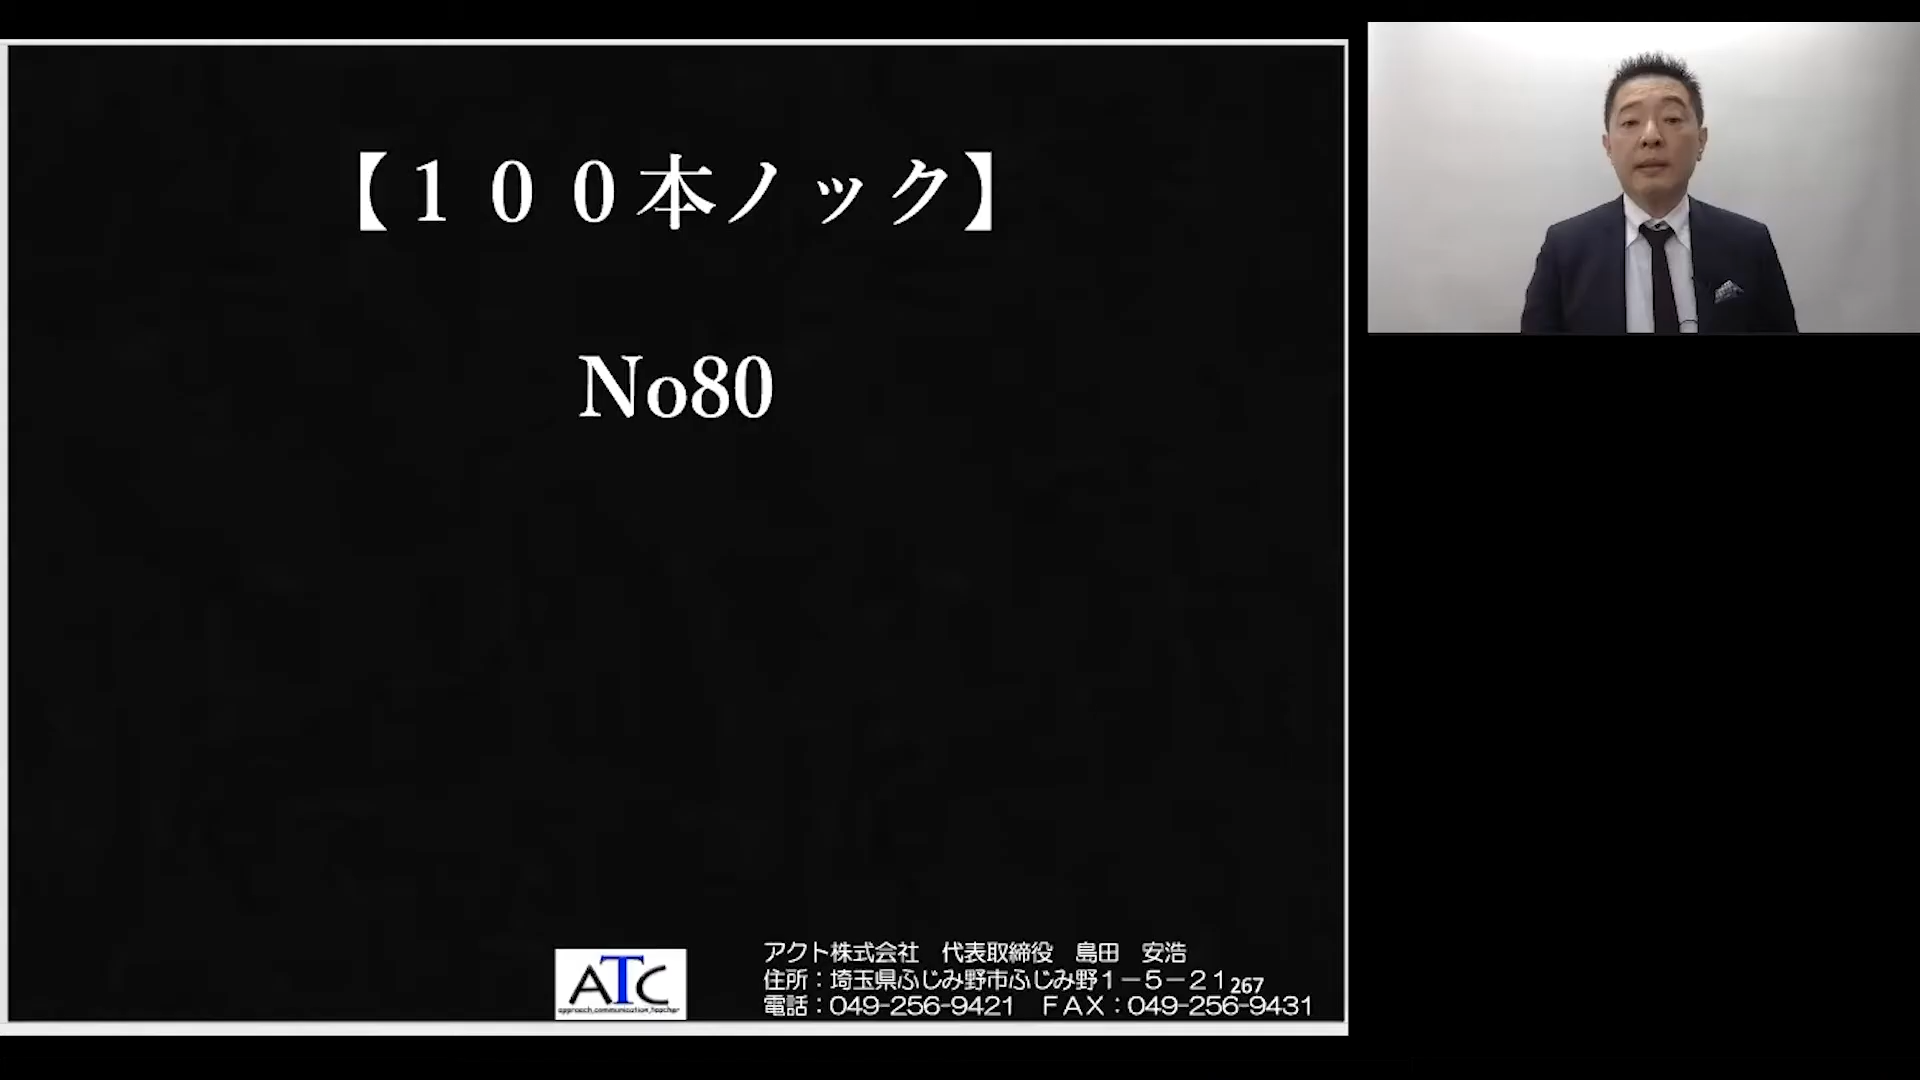 【１００本ノック】
No80
ATC
approach,communication,teacher
アクト株式会社　代表取締役　島田　安浩
住所：埼玉県ふじみ野市ふじみ野１－５－２１
267
電話：049-256-9421　ＦＡＸ：049-256-9431